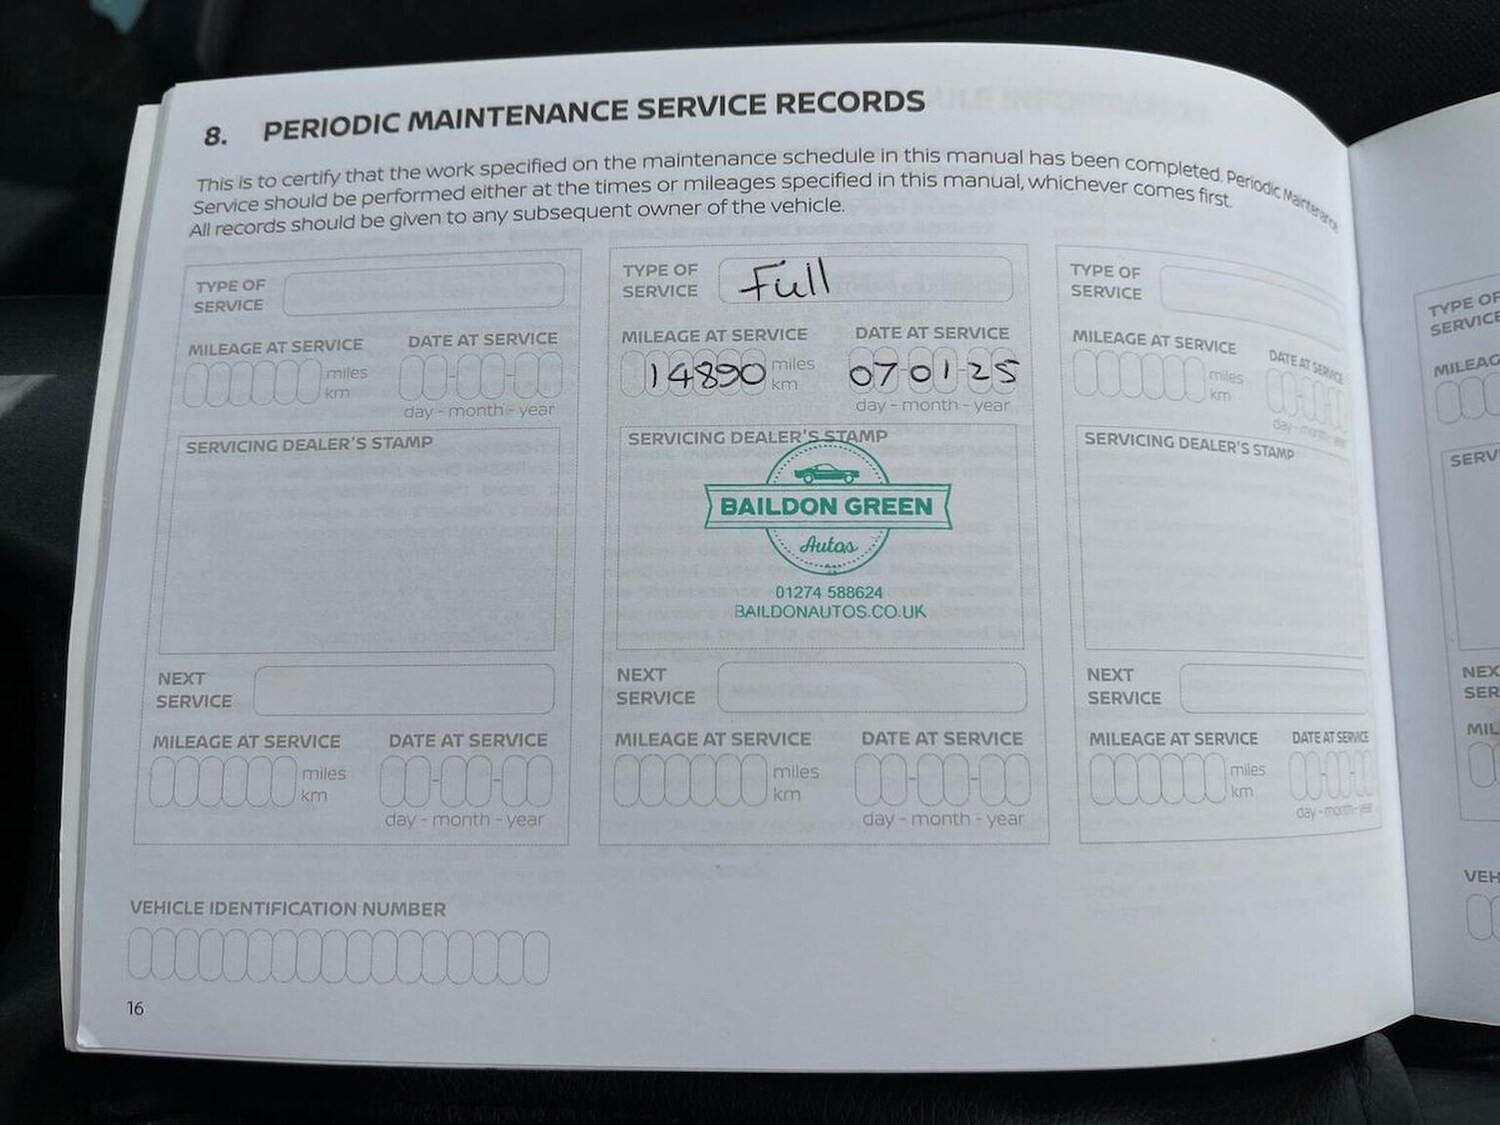 8. PERIODIC MAINTENANCE SERVICE RECORDS
This is to certify that the work specified on the maintenance schedule in this manual has been completed. Periodic Maintenance
Service should be performed either at the times or mileages specified in this manual, whichever comes first.
All records should be given to any subsequent owner of the vehicle.
TYPE OF
SERVICE
MILEAGE AT SERVICE
DATE AT SERVICE
miles
km
day - month - year
SERVICING DEALER'S STAMP
NEXT
SERVICE
MILEAGE AT SERVICE
DATE AT SERVICE
miles
km
day - month - year
TYPE OF
SERVICE
Full
MILEAGE AT SERVICE
DATE AT SERVICE
14890
miles
km
07-01-25
day - month - year
SERVICING DEALER'S STAMP
BAILDON GREEN
Autos
01274 588624
BAILDONAUTOS.CO.UK
NEXT
SERVICE
MILEAGE AT SERVICE
DATE AT SERVICE
miles
km
day - month - year
TYPE OF
SERVICE
MILEAGE AT SERVICE
DATE AT SERVICE
miles
km
day - month - year
SERVICING DEALER'S STAMP
NEXT
SERVICE
MILEAGE AT SERVICE
DATE AT SERVICE
miles
km
day - month - year
VEHICLE IDENTIFICATION NUMBER
16
TYPE OF
SERVICE